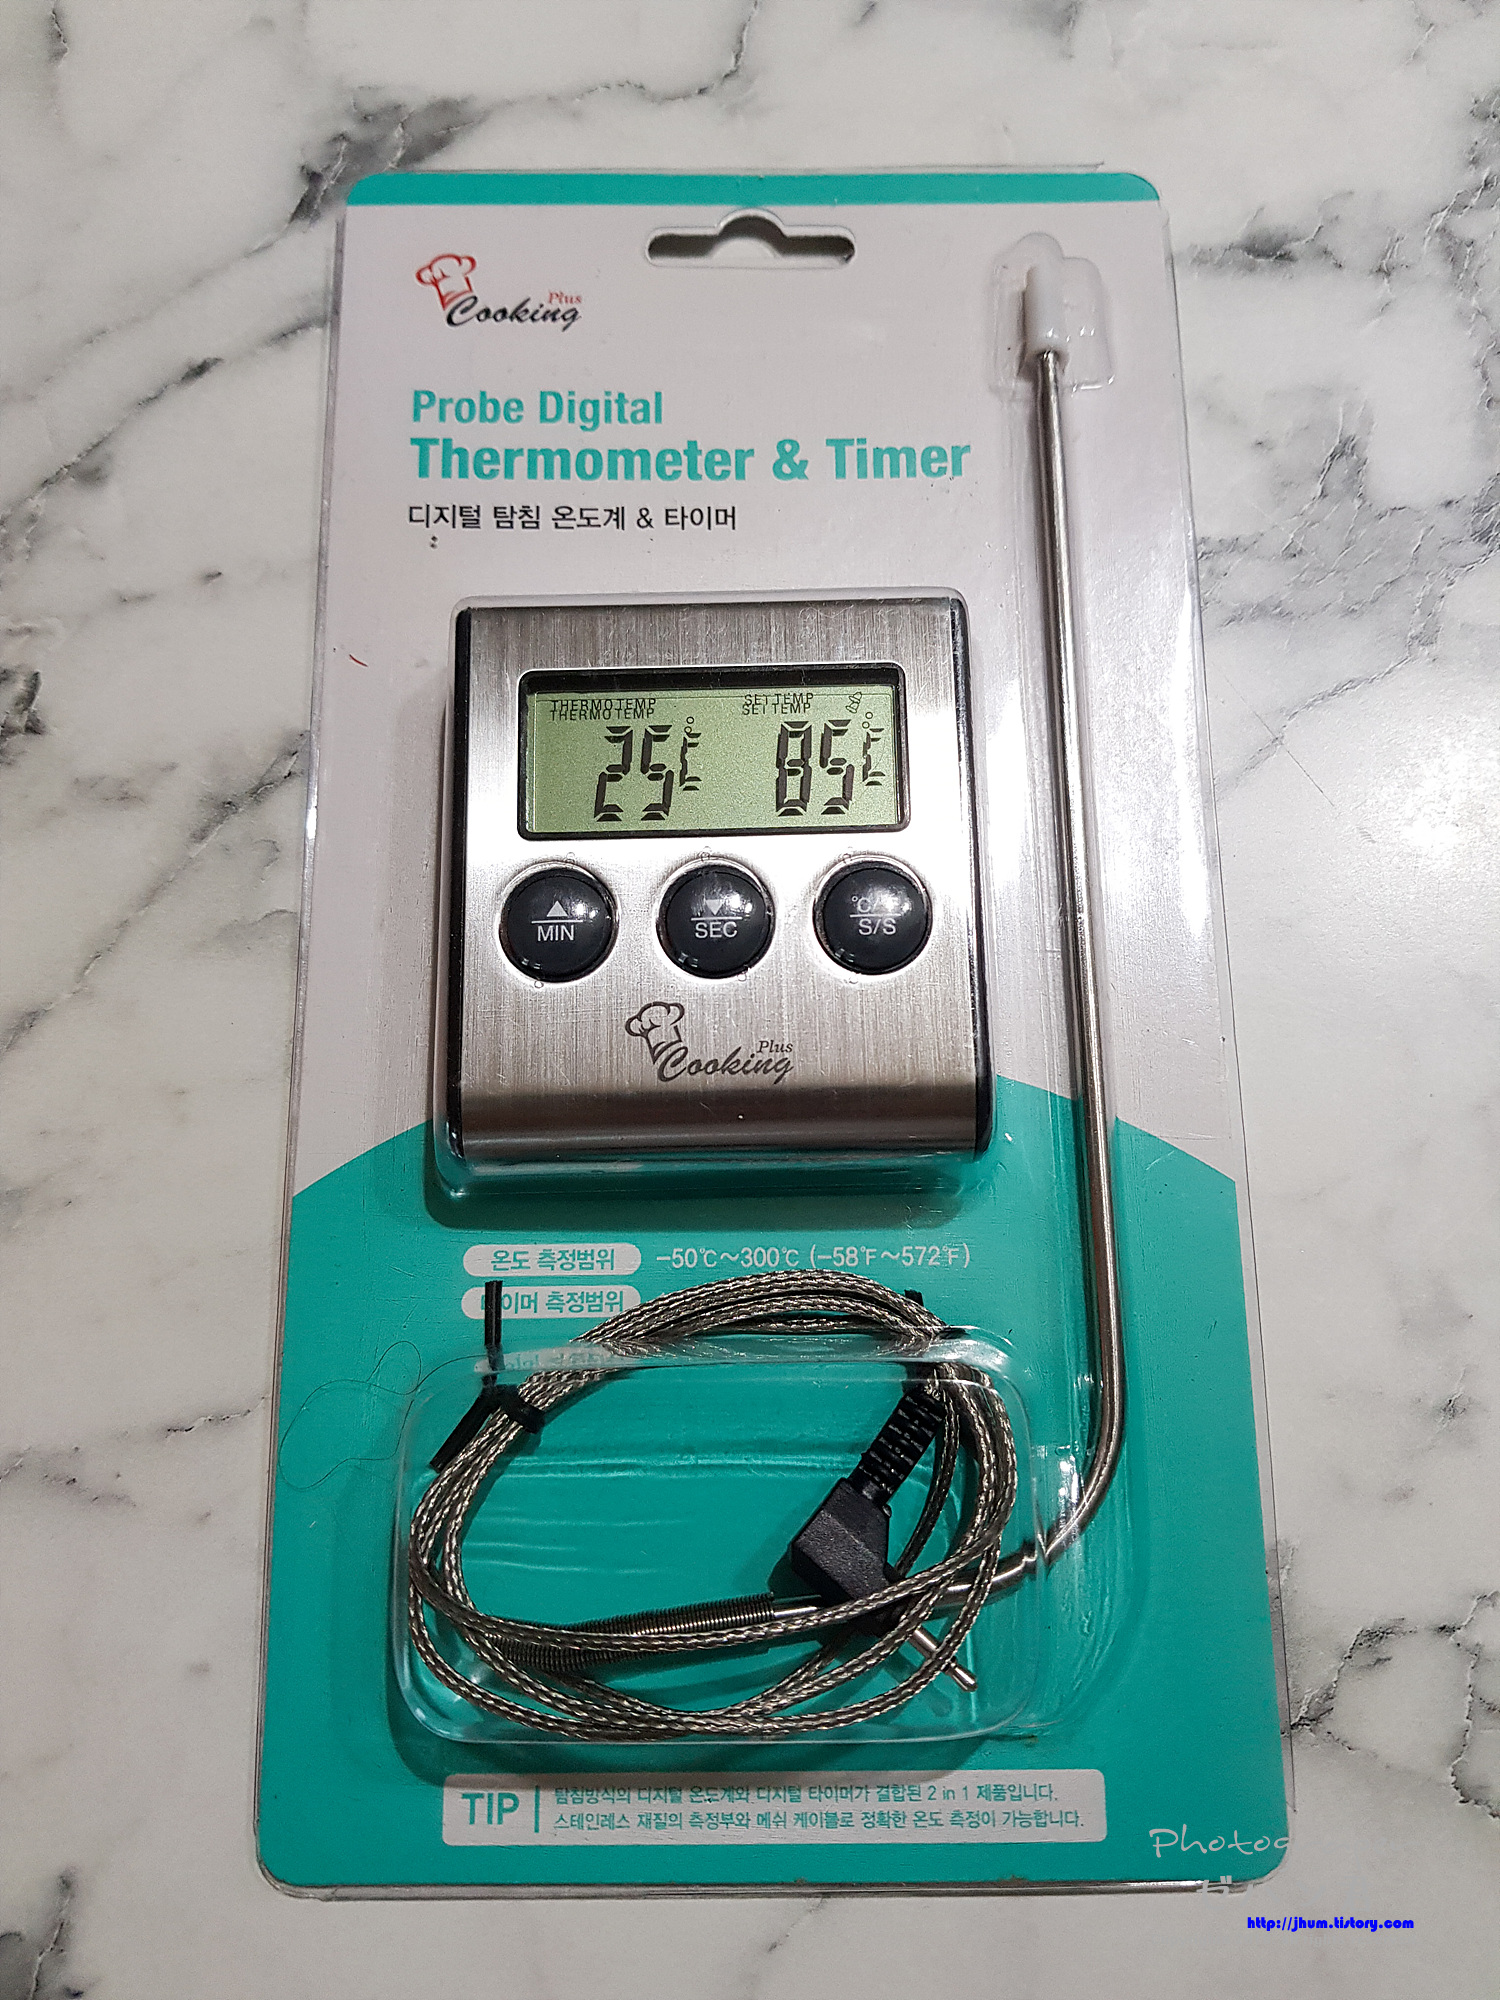 Cooking Plus
Probe Digital
Thermometer & Timer
디지털 탐침 온도계 & 타이머
THERMO TEMP
SET TEMP
25℃
85℃
MIN
SEC
S/S
Cooking Plus
온도 측정범위 -50℃~300℃ (-58℉~572℉)
측정범위
TIP
탐침방식의 디지털 온도계와 디지털 타이머가 결합된 2 in 1 제품입니다.
스테인레스 재질의 측정부와 메쉬 케이블로 정확한 온도 측정이 가능합니다.
http://jhum.tistory.com